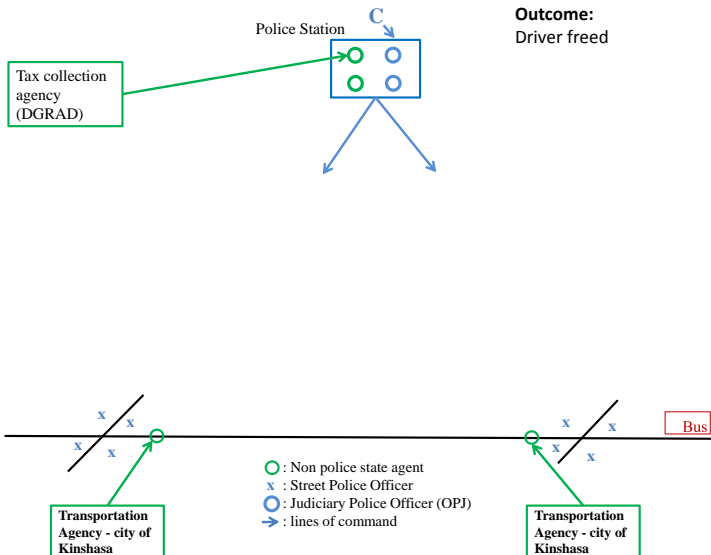 C
Outcome:
Driver freed
Police Station
Tax collection
agency
(DGRAD)
x
x
x
x
x
x
x
x
Bus
: Non police state agent
x : Street Police Officer
: Judiciary Police Officer (OPJ)
: lines of command
Transportation
Agency - city of
Kinshasa
Transportation
Agency - city of
Kinshasa